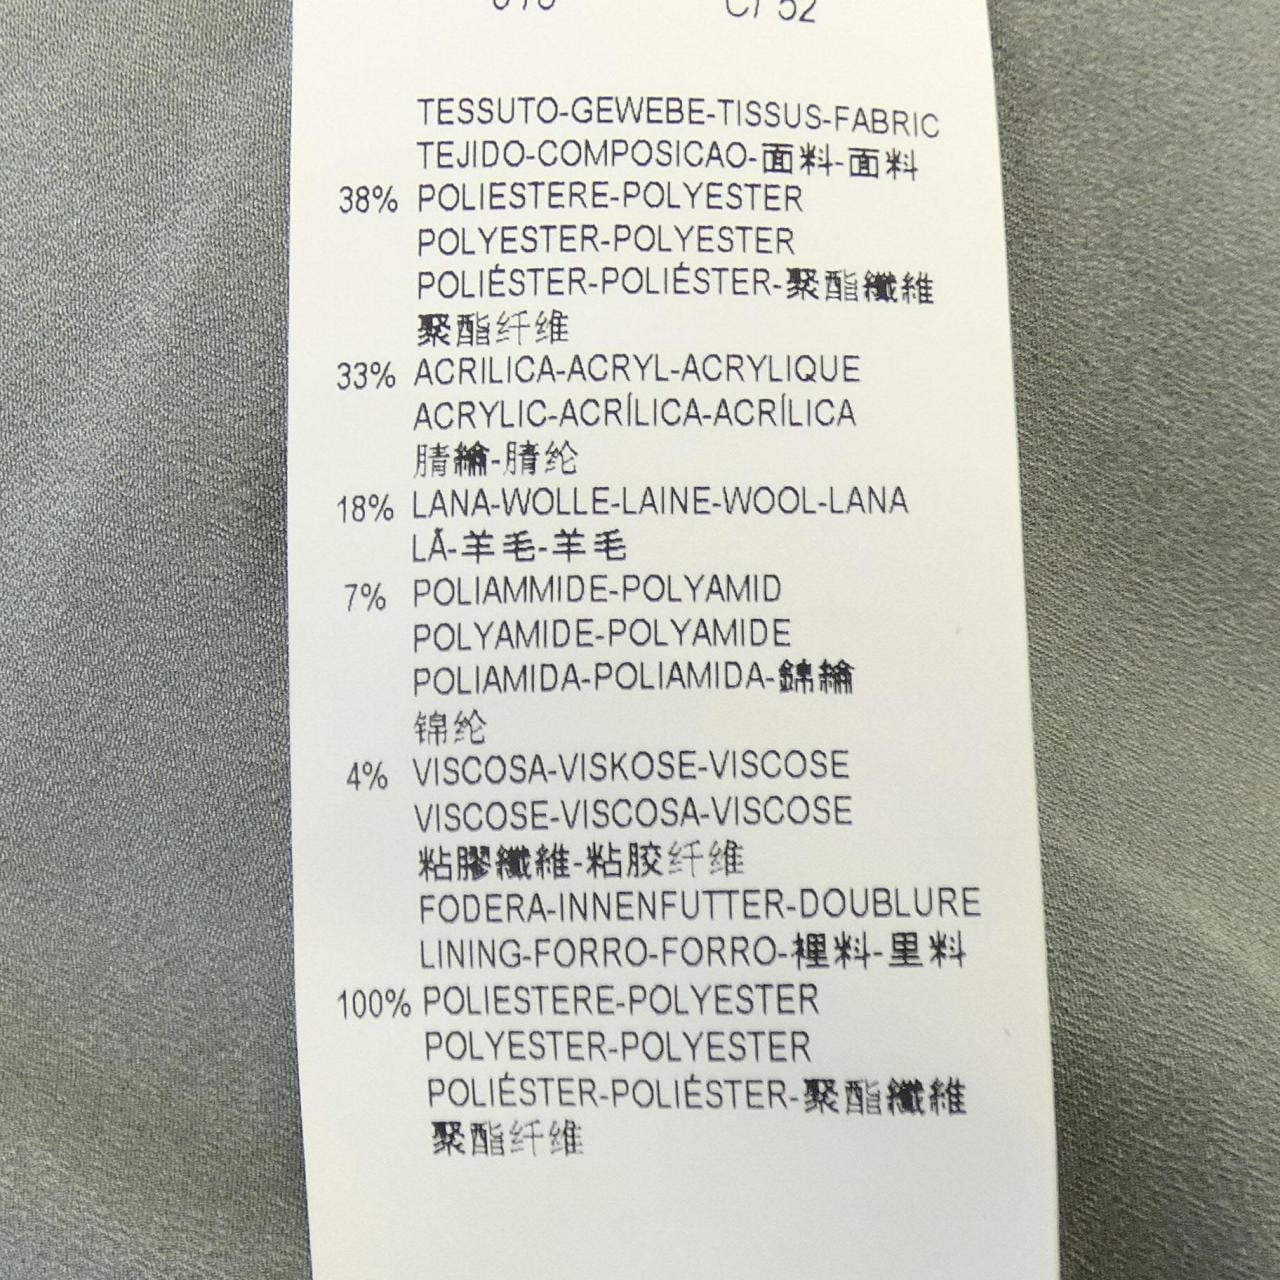 52
TESSUTO-GEWEBE-TISSUS-FABRIC
TEJIDO-COMPOSICAO-面料-面料
38% POLIESTERE-POLYESTER
POLYESTER-POLYESTER
POLIÉSTER-POLIÉSTER-聚酯纖維
聚酯纤维
33% ACRILICA-ACRYL-ACRYLIQUE
ACRYLIC-ACRÍLICA-ACRÍLICA
腈綸-腈纶
18% LANA-WOLLE-LAINE-WOOL-LANA
LÃ-羊毛-羊毛
7% POLIAMMIDE-POLYAMID
POLYAMIDE-POLYAMIDE
POLIAMIDA-POLIAMIDA-錦綸
锦纶
4% VISCOSA-VISKOSE-VISCOSE
VISCOSE-VISCOSA-VISCOSE
粘膠纖維-粘胶纤维
FODERA-INNENFUTTER-DOUBLURE
LINING-FORRO-FORRO-裡料-里料
100% POLIESTERE-POLYESTER
POLYESTER-POLYESTER
POLIÉSTER-POLIÉSTER-聚酯纖維
聚酯纤维